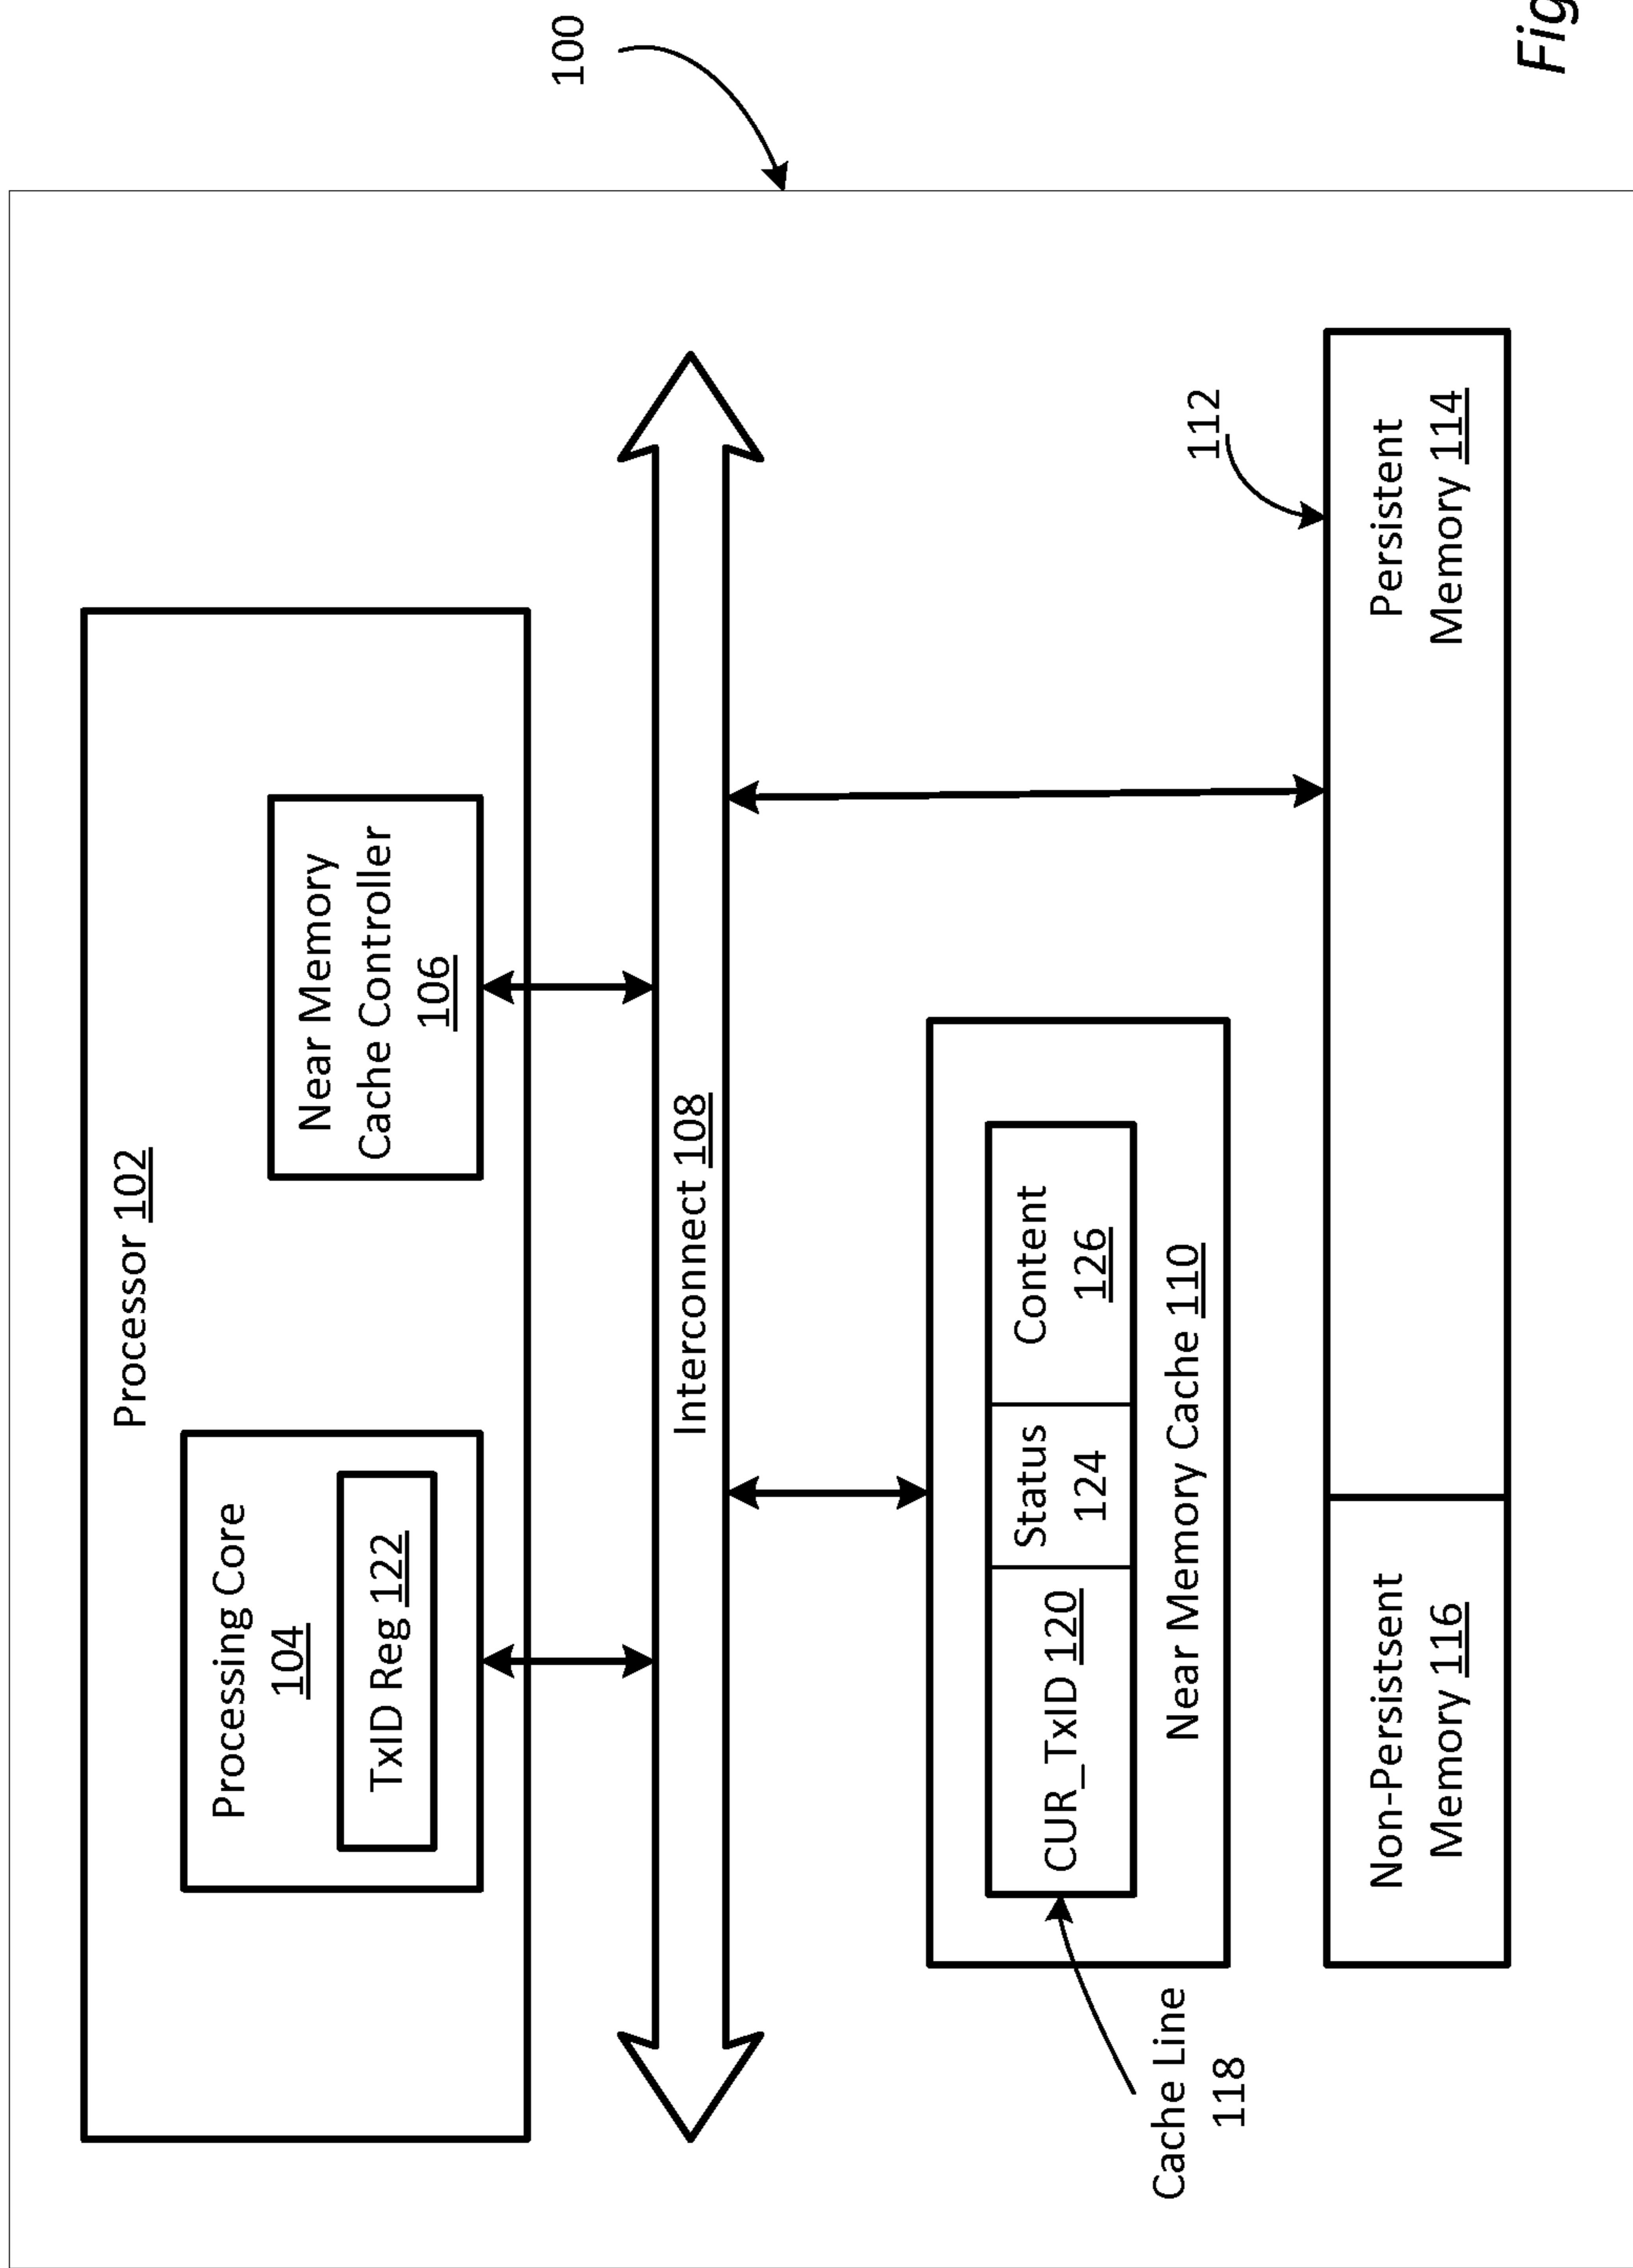 100
Processor 102
Processing Core
104
TxID Reg 122
Near Memory
Cache Controller
106
Interconnect 108
CUR_TxID 120
Status
124
Content
126
Near Memory Cache 110
Cache Line
118
112
Non-Persistsent
Memory 116
Persistent
Memory 114
Fig